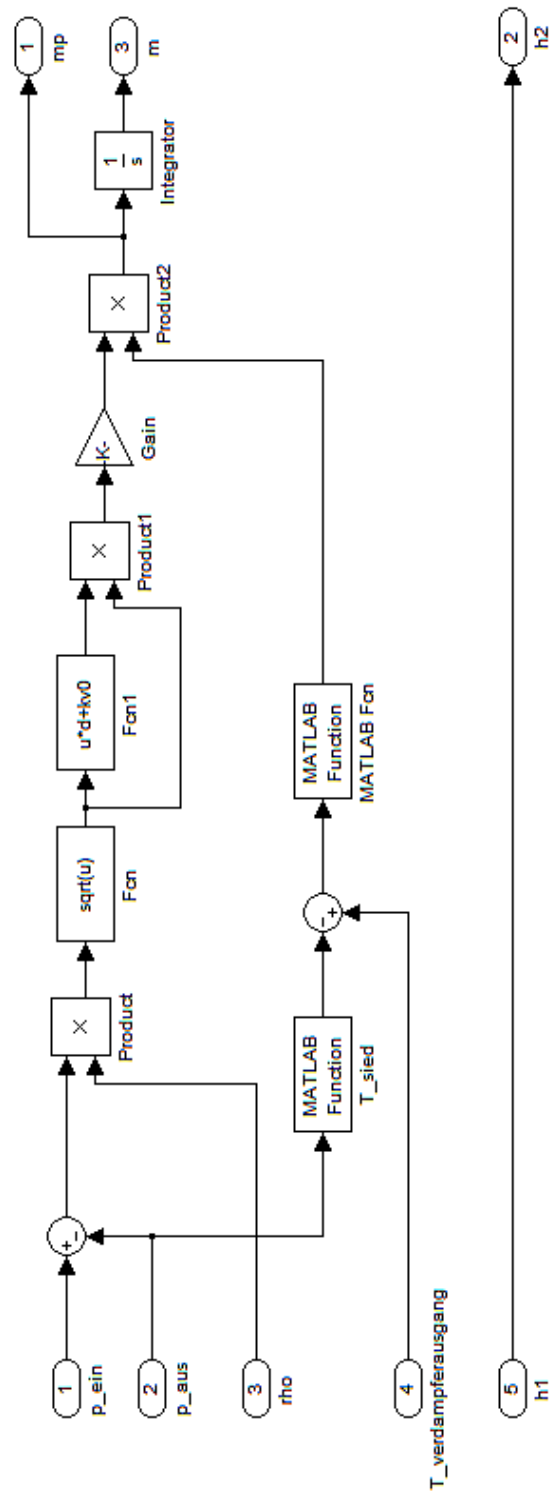 1
p_ein
2
p_aus
3
rho
4
T_verdampferausgang
5
h1
+
−
×
Product
sqrt(u)
Fcn
u*d+kv0
Fcn1
×
Product1
-K-
Gain
×
Product2
1
s
Integrator
1
mp
3
m
MATLAB
Function
T_sied
−
+
MATLAB
Function
MATLAB Fcn
2
h2